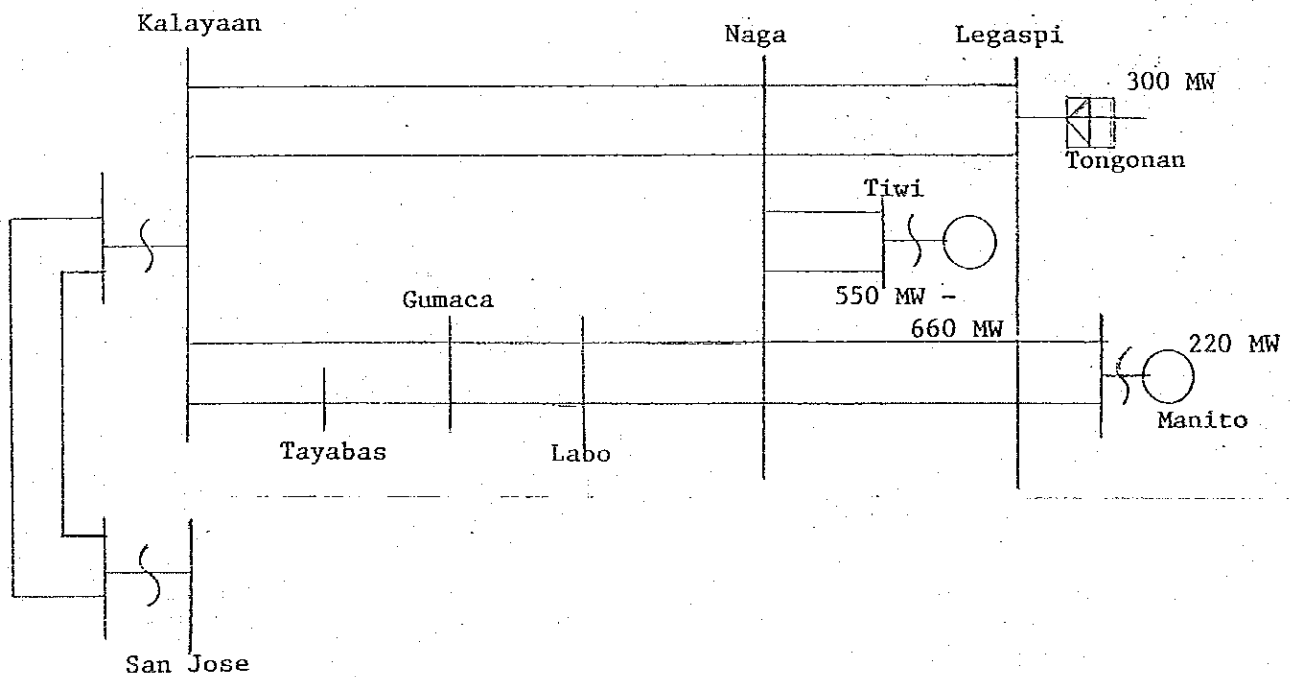 Kalayaan
Naga
Legaspi
300 MW
Tongonan
Tiwi
550 MW -
660 MW
Gumaca
220 MW
Manito
Tayabas
Labo
San Jose